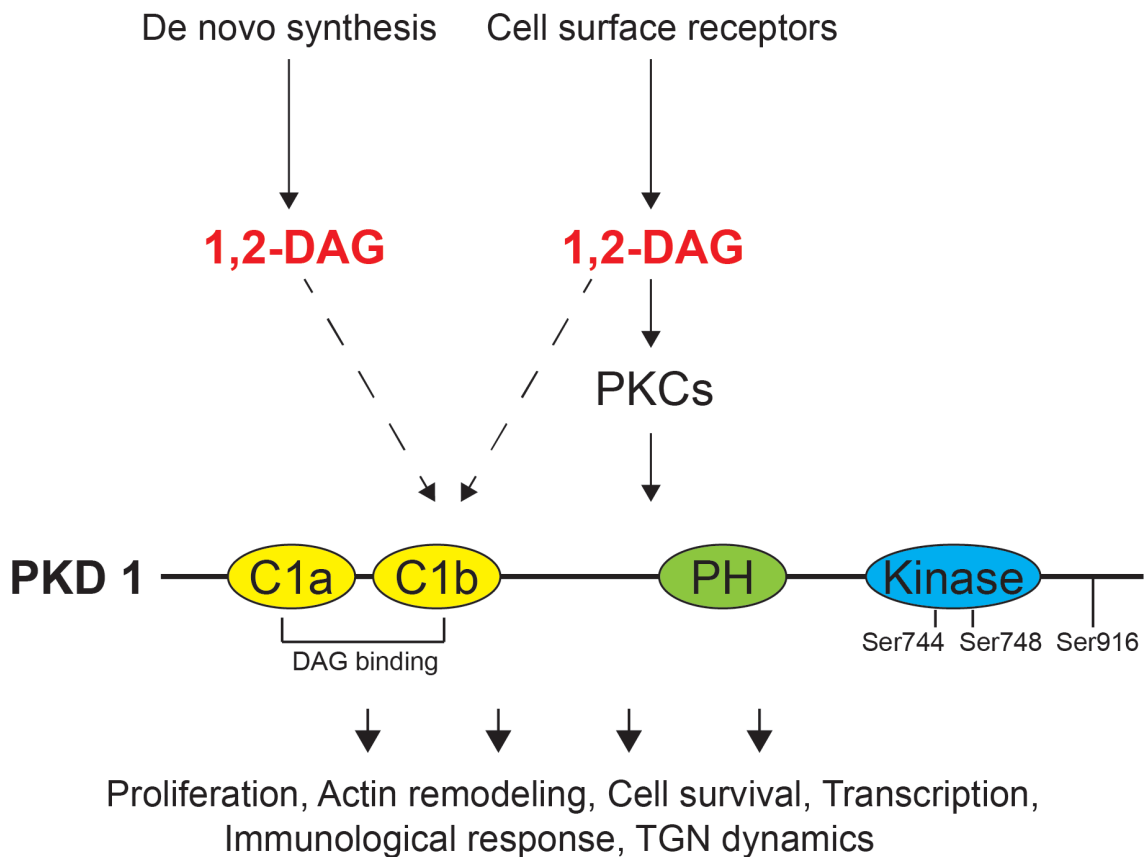 De novo synthesis
Cell surface receptors
1,2-DAG
1,2-DAG
PKCs
PKD 1
C1a
C1b
PH
Kinase
Ser744
Ser748
Ser916
DAG binding
Proliferation, Actin remodeling, Cell survival, Transcription,
Immunological response, TGN dynamics